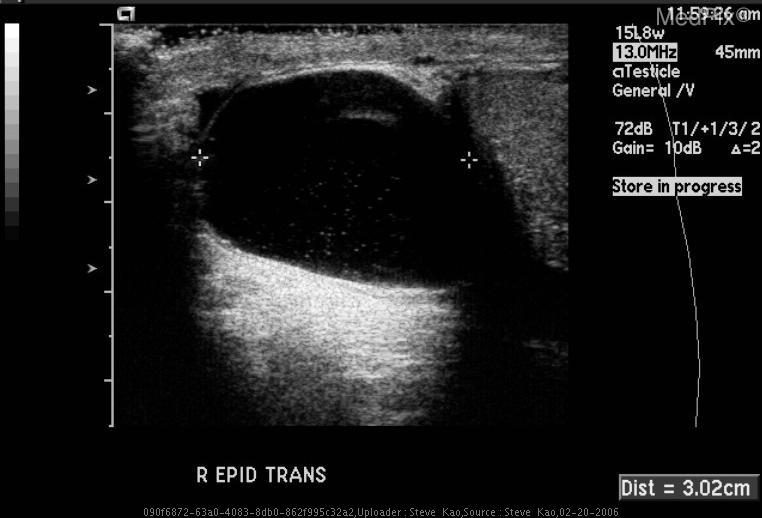 11:59:26 am
MedPix®
15L8w
13.0MHz 45mm
Testicle
General /V
72dB T1/+1/3/2
Gain= 10dB Δ=2
Store in progress
R EPID TRANS
Dist = 3.02cm
090f6872-63a0-4083-8db0-862f995c32a2,Uploader: Steve Kao,Source: Steve Kao,02-20-2006